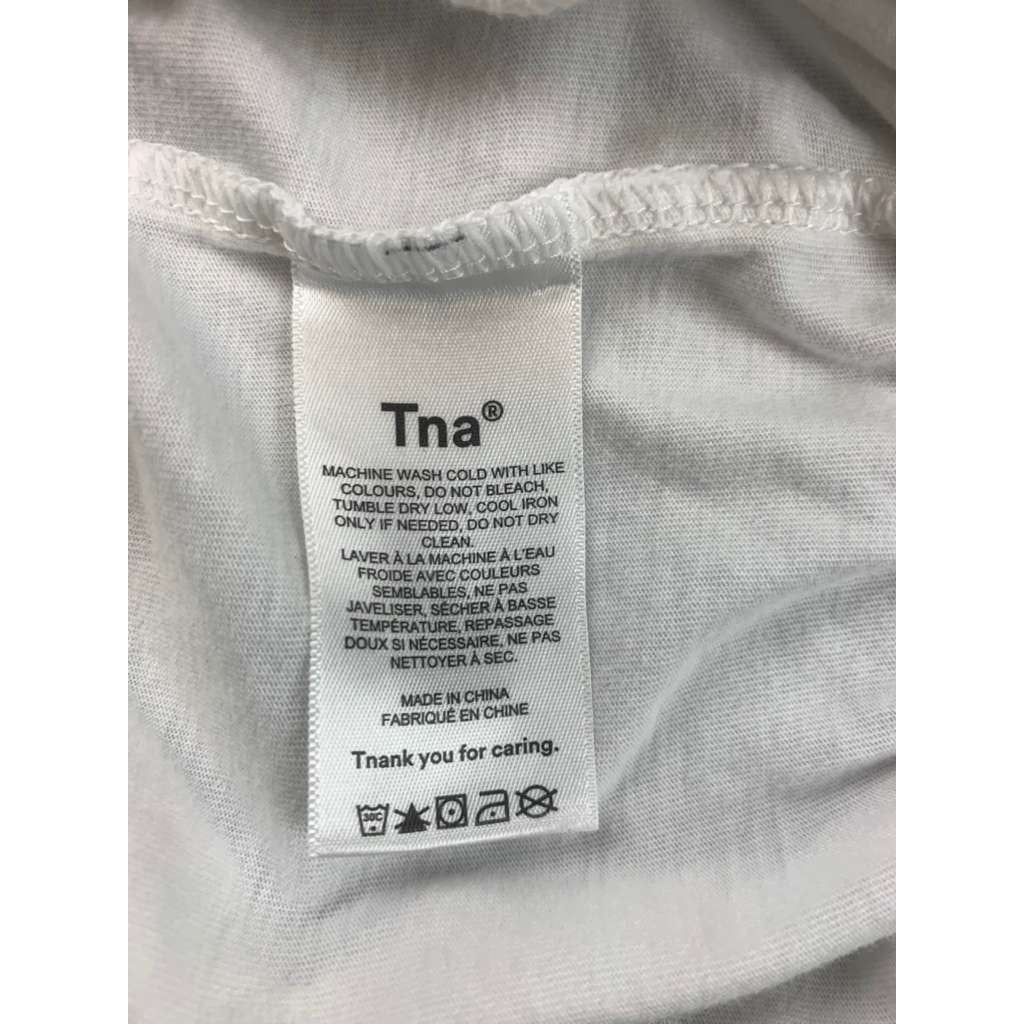 Tna®
MACHINE WASH COLD WITH LIKE
COLOURS, DO NOT BLEACH,
TUMBLE DRY LOW, COOL IRON
ONLY IF NEEDED, DO NOT DRY
CLEAN.
LAVER À LA MACHINE À L'EAU
FROIDE AVEC COULEURS
SEMBLABLES, NE PAS
JAVELISER, SÉCHER À BASSE
TEMPÉRATURE, REPASSAGE
DOUX SI NÉCESSAIRE, NE PAS
NETTOYER À SEC.
MADE IN CHINA
FABRIQUÉ EN CHINE
Tnank you for caring.
30C